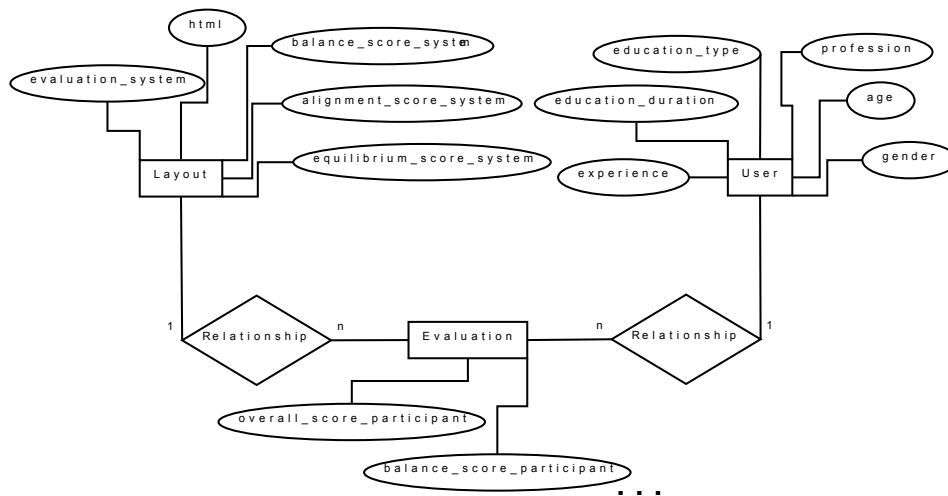 html
balance_score_system
education_type
profession
evaluation_system
alignment_score_system
education_duration
age
equilibrium_score_system
gender
Layout
experience
User
1
Relationship
n
Evaluation
n
Relationship
1
overall_score_participant
balance_score_participant